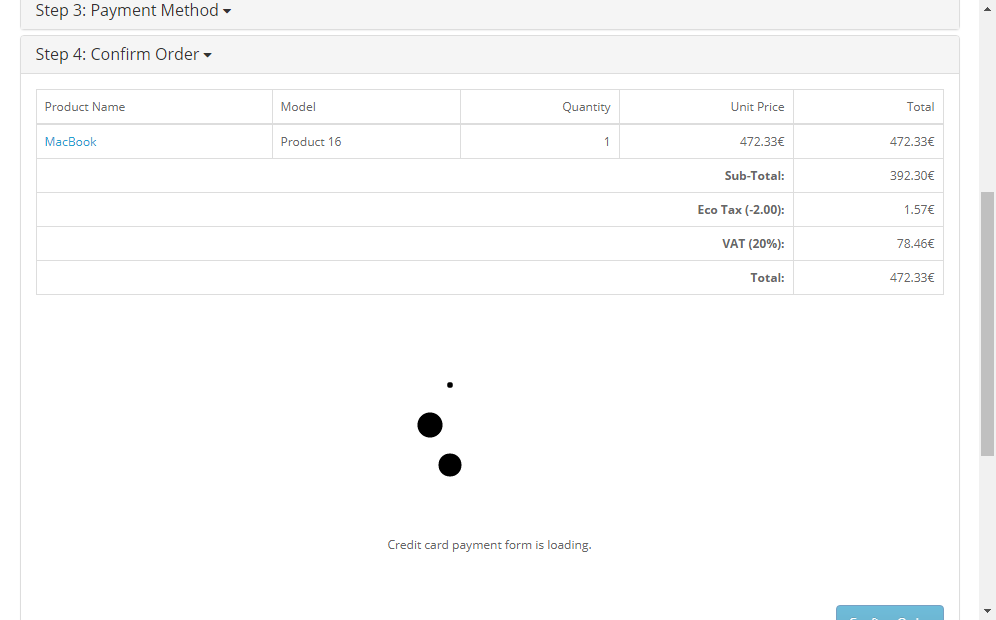 Step 3: Payment Method
Step 4: Confirm Order
Product Name Model Quantity Unit Price Total
MacBook Product 16 1 472.33€ 472.33€
Sub-Total: 392.30€
Eco Tax (-2.00): 1.57€
VAT (20%): 78.46€
Total: 472.33€
Credit card payment form is loading.